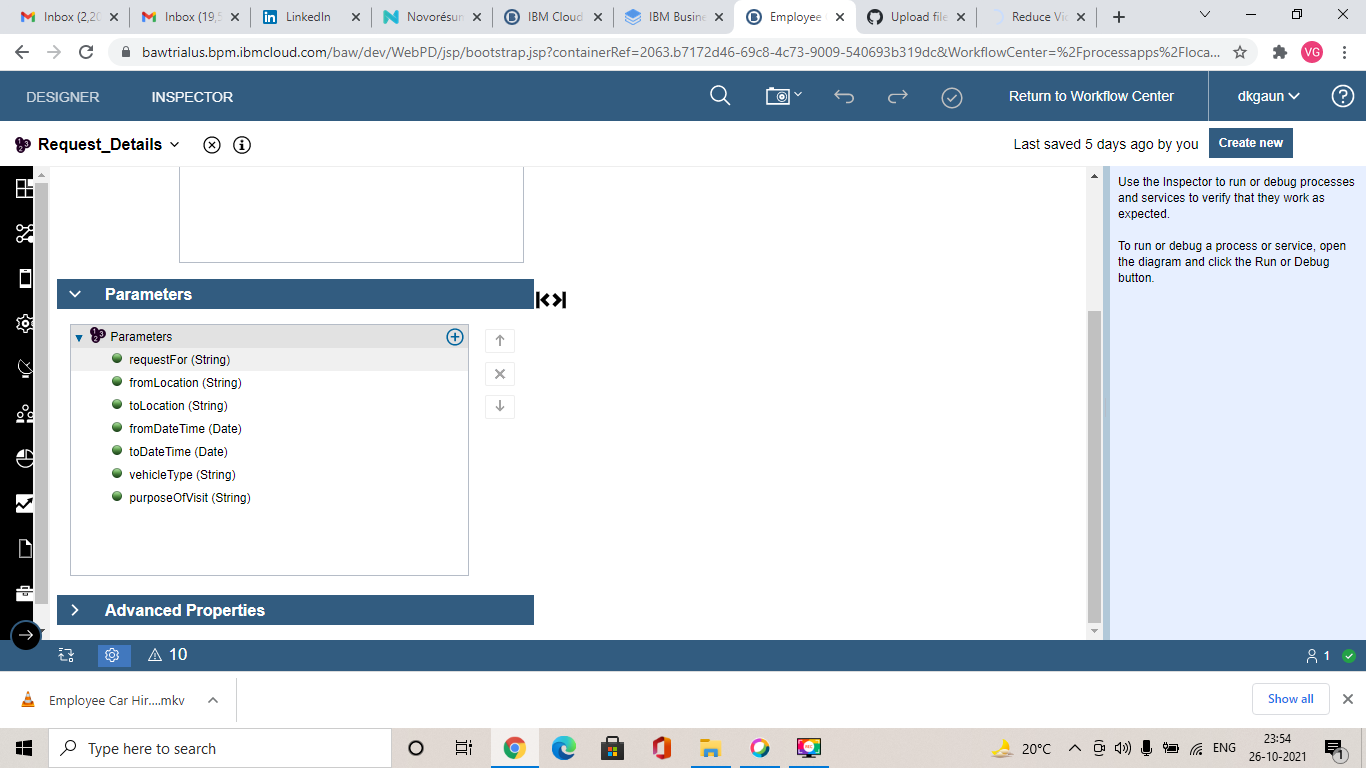 Inbox (2,20
Inbox (19,5
LinkedIn
Novorésum
IBM Cloud
IBM Busine
Employee
Upload file
Reduce Vid
bawtrialus.bpm.ibmcloud.com/baw/dev/WebPD/jsp/bootstrap.jsp?containerRef=2063.b7172d46-69c8-4c73-9009-540693b319dc&WorkflowCenter=%2Fprocessapps%2Floca...
VG
DESIGNER
INSPECTOR
Return to Workflow Center
dkgaun
Request_Details
Last saved 5 days ago by you
Create new
Use the Inspector to run or debug processes
and services to verify that they work as
expected.
To run or debug a process or service, open
the diagram and click the Run or Debug
button.
Parameters
Parameters
requestFor (String)
fromLocation (String)
toLocation (String)
fromDateTime (Date)
toDateTime (Date)
vehicleType (String)
purposeOfVisit (String)
Advanced Properties
10
1
Employee Car Hir....mkv
Show all
Type here to search
20°C
ENG
23:54
26-10-2021
1